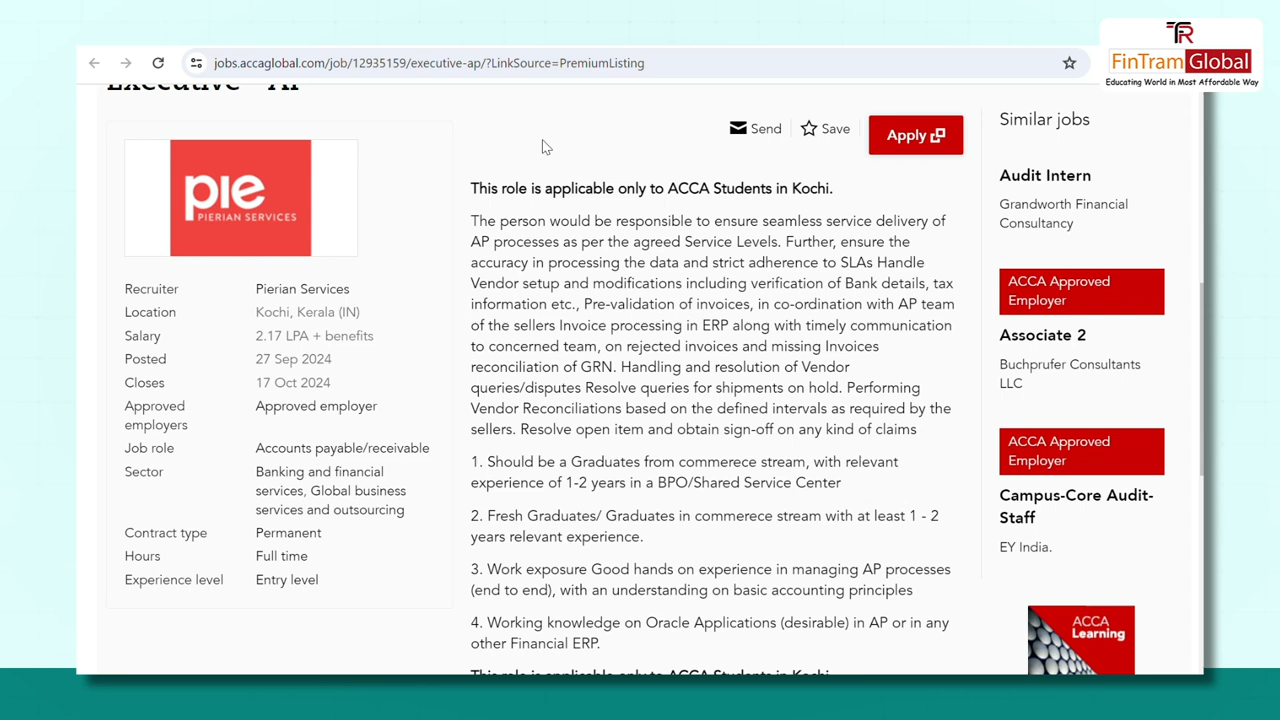 FinTram Global
Educating World in Most Affordable Way
jobs.accaglobal.com/job/12935159/executive-ap/?LinkSource=PremiumListing
Executive - AP
pie
PIERIAN SERVICES
Recruiter Pierian Services
Location Kochi, Kerala (IN)
Salary 2.17 LPA + benefits
Posted 27 Sep 2024
Closes 17 Oct 2024
Approved employers Approved employer
Job role Accounts payable/receivable
Sector Banking and financial
services, Global business
services and outsourcing
Contract type Permanent
Hours Full time
Experience level Entry level
Send Save Apply
This role is applicable only to ACCA Students in Kochi.
The person would be responsible to ensure seamless service delivery of
AP processes as per the agreed Service Levels. Further, ensure the
accuracy in processing the data and strict adherence to SLAs Handle
Vendor setup and modifications including verification of Bank details, tax
information etc., Pre-validation of invoices, in co-ordination with AP team
of the sellers Invoice processing in ERP along with timely communication
to concerned team, on rejected invoices and missing Invoices
reconciliation of GRN. Handling and resolution of Vendor
queries/disputes Resolve queries for shipments on hold. Performing
Vendor Reconciliations based on the defined intervals as required by the
sellers. Resolve open item and obtain sign-off on any kind of claims
1. Should be a Graduates from commerece stream, with relevant
experience of 1-2 years in a BPO/Shared Service Center
2. Fresh Graduates/ Graduates in commerece stream with at least 1 - 2
years relevant experience.
3. Work exposure Good hands on experience in managing AP processes
(end to end), with an understanding on basic accounting principles
4. Working knowledge on Oracle Applications (desirable) in AP or in any
other Financial ERP.
This role is applicable only to ACCA Students in Kochi.
Similar jobs
Audit Intern
Grandworth Financial
Consultancy
ACCA Approved
Employer
Associate 2
Buchprufer Consultants
LLC
ACCA Approved
Employer
Campus-Core Audit-
Staff
EY India.
ACCA
Learning